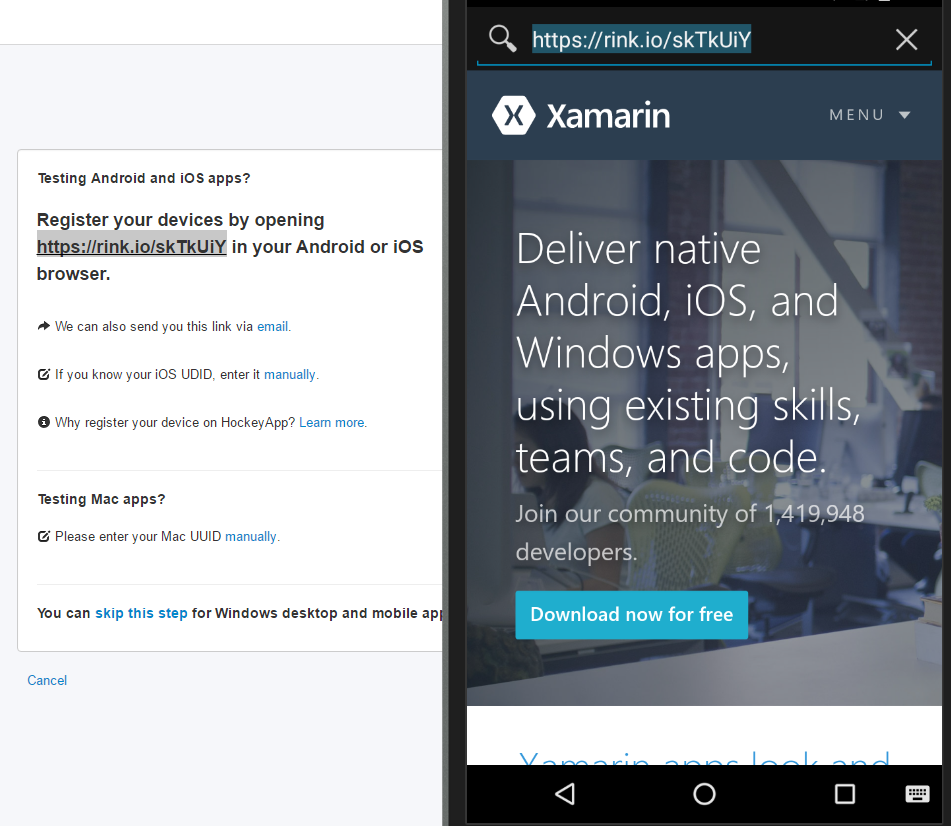 Testing Android and iOS apps?
Register your devices by opening
https://rink.io/skTkUiY in your Android or iOS
browser.
We can also send you this link via email.
If you know your iOS UDID, enter it manually.
Why register your device on HockeyApp? Learn more.
Testing Mac apps?
Please enter your Mac UUID manually.
You can skip this step for Windows desktop and mobile app
Cancel
https://rink.io/skTkUiY
Xamarin
MENU
Deliver native
Android, iOS, and
Windows apps,
using existing skills,
teams, and code.
Join our community of 1,419,948
developers.
Download now for free
Xamarin apps look and